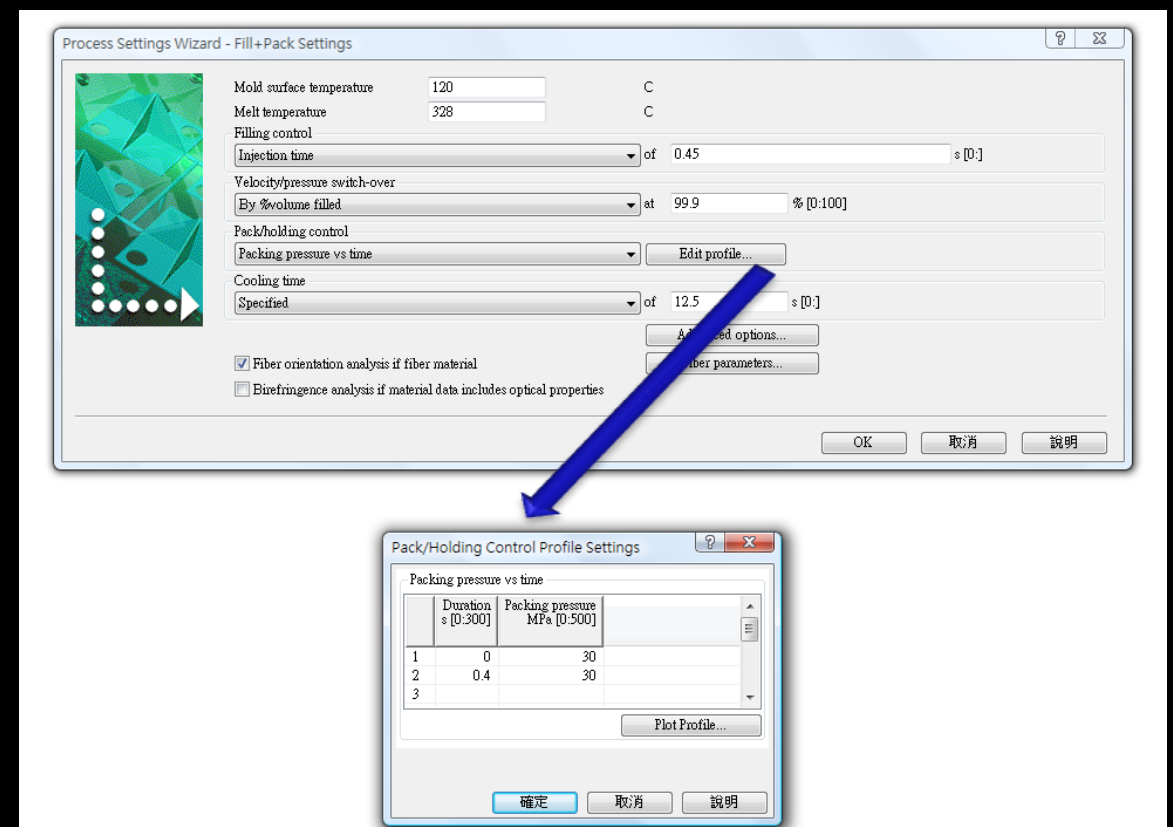 Process Settings Wizard - Fill+Pack Settings
Mold surface temperature 120 C
Melt temperature 328 C
Filling control
Injection time of 0.45 s [0:]
Velocity/pressure switch-over
By %volume filled at 99.9 % [0:100]
Pack/holding control
Packing pressure vs time Edit profile...
Cooling time
Specified of 12.5 s [0:]
options...
Fiber orientation analysis if fiber material parameters...
Birefringence analysis if material data includes optical properties
OK 取消 說明
Pack/Holding Control Profile Settings
Packing pressure vs time
Duration Packing pressure
s [0:300] MPa [0:500]
1 0 30
2 0.4 30
3
Plot Profile...
確定 取消 說明